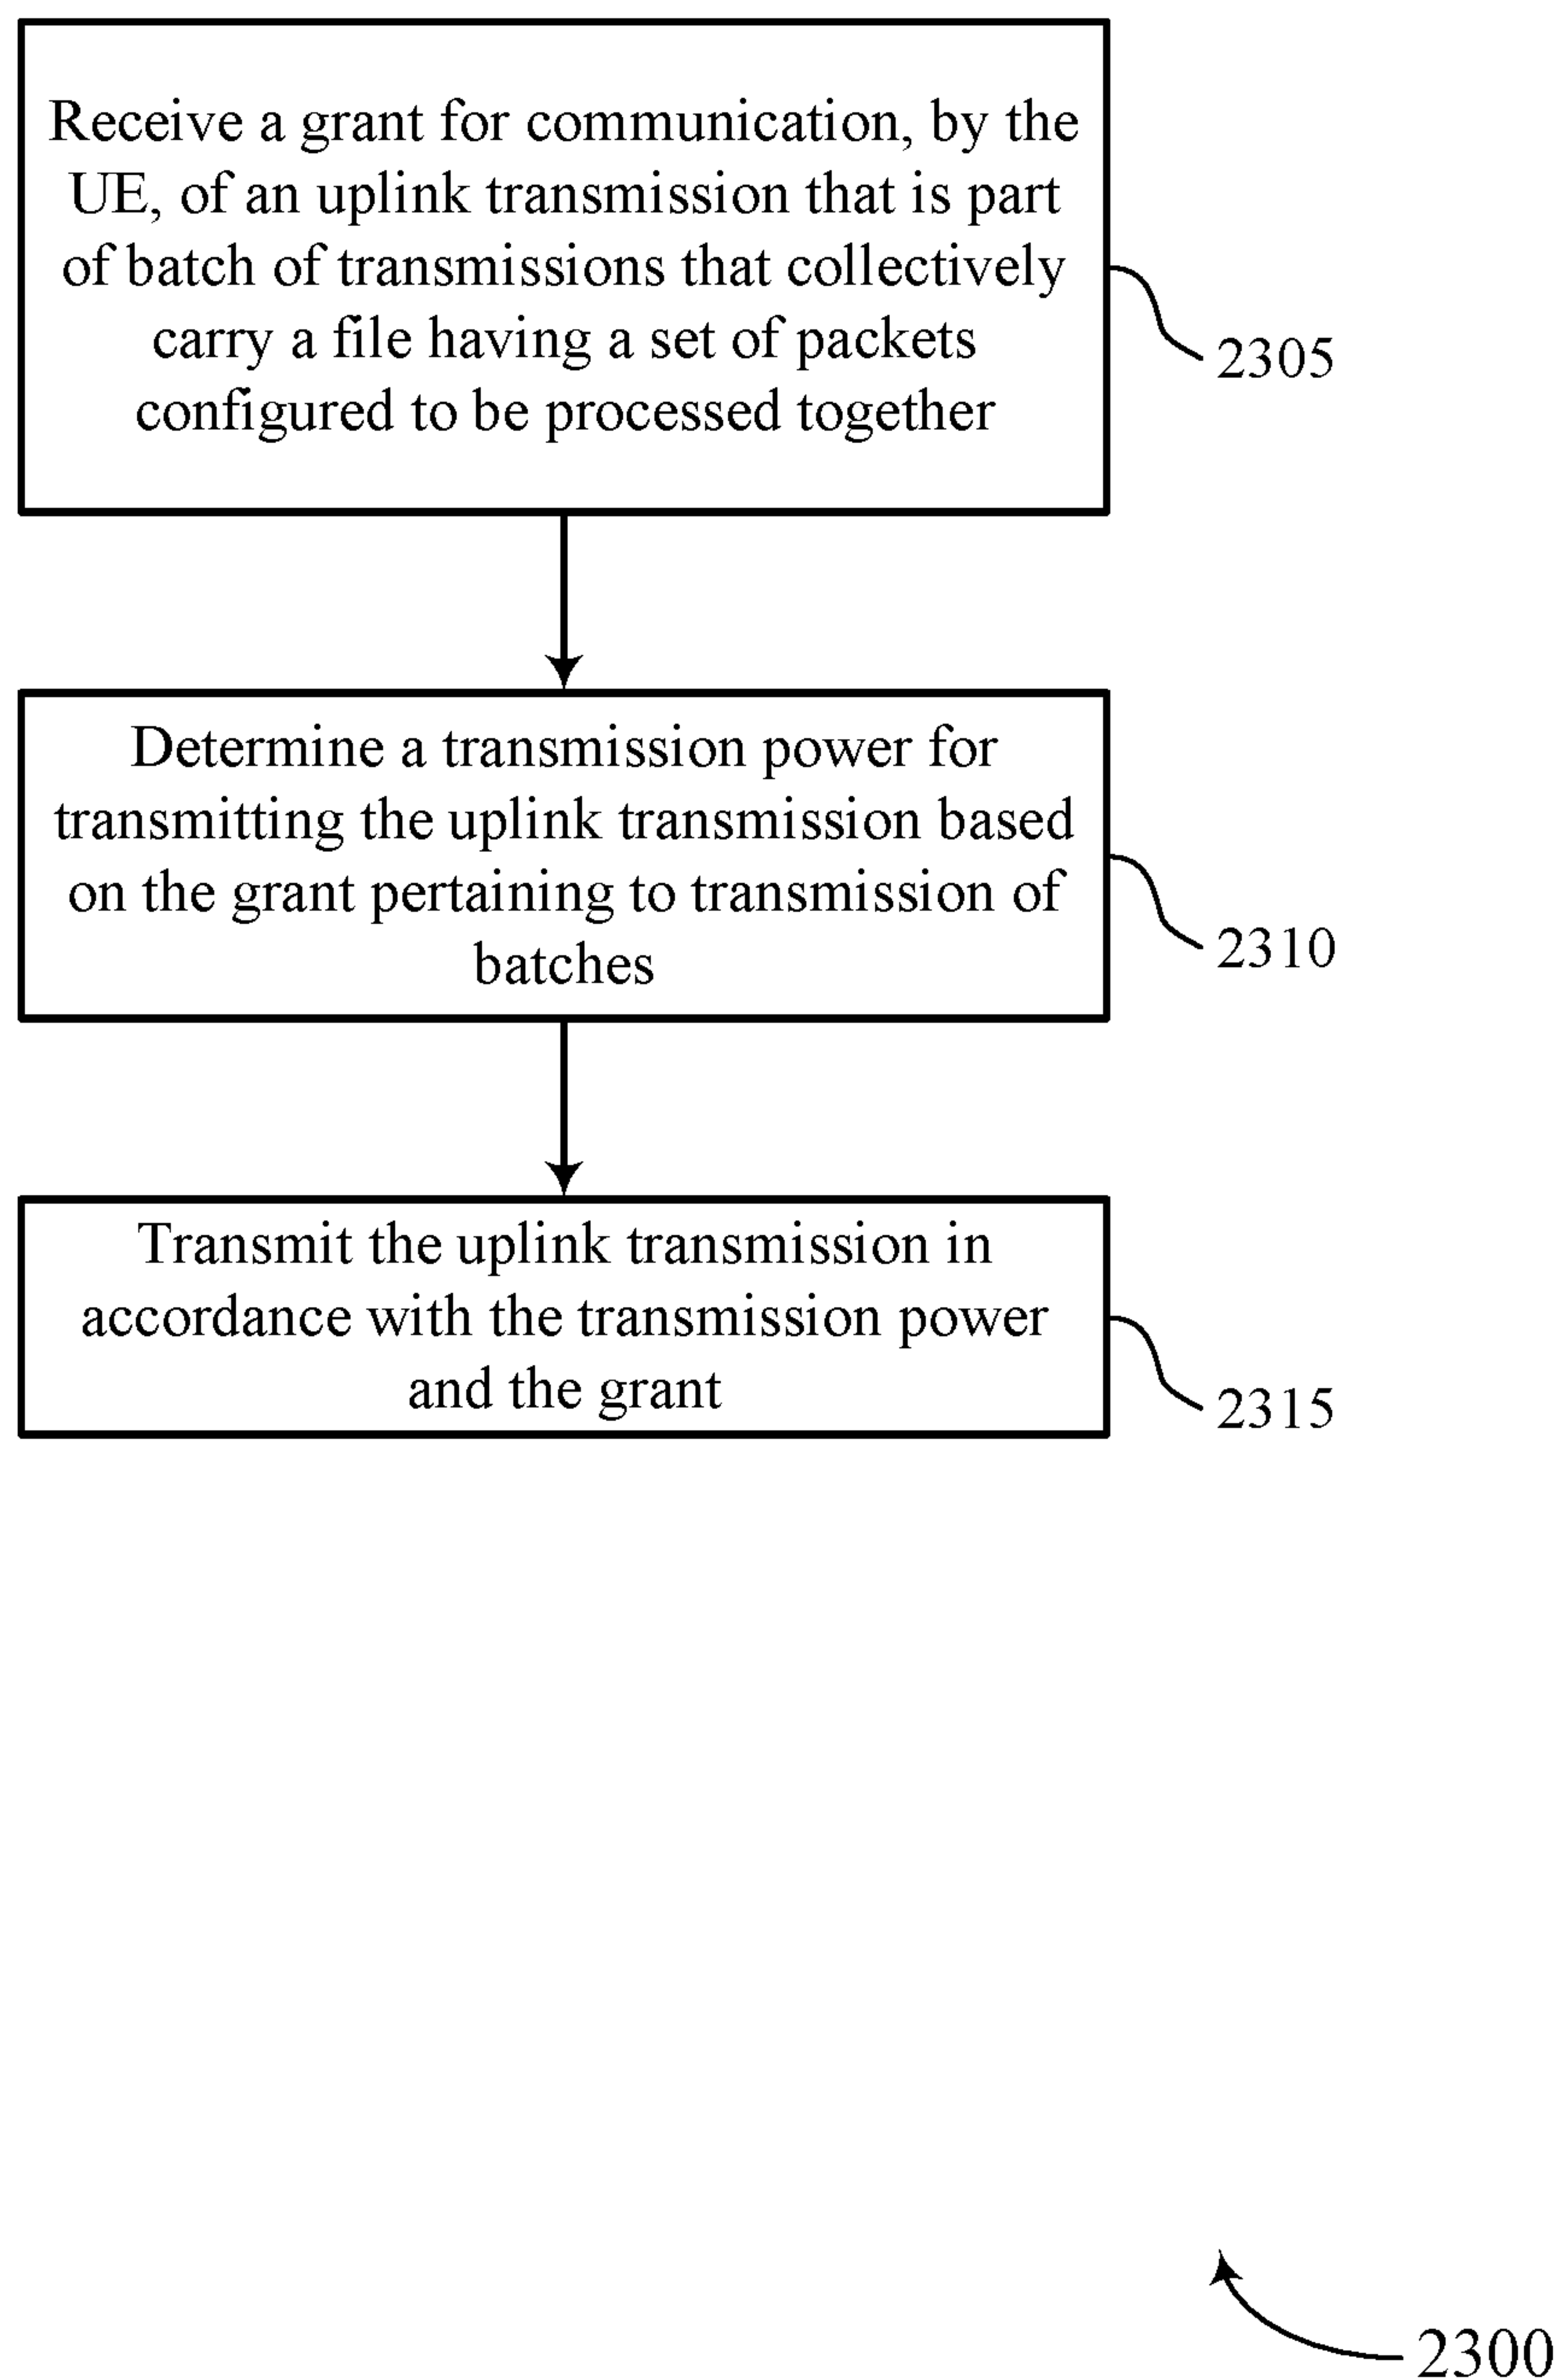 Receive a grant for communication, by the
UE, of an uplink transmission that is part
of batch of transmissions that collectively
carry a file having a set of packets
configured to be processed together
2305
Determine a transmission power for
transmitting the uplink transmission based
on the grant pertaining to transmission of
batches
2310
Transmit the uplink transmission in
accordance with the transmission power
and the grant
2315
2300